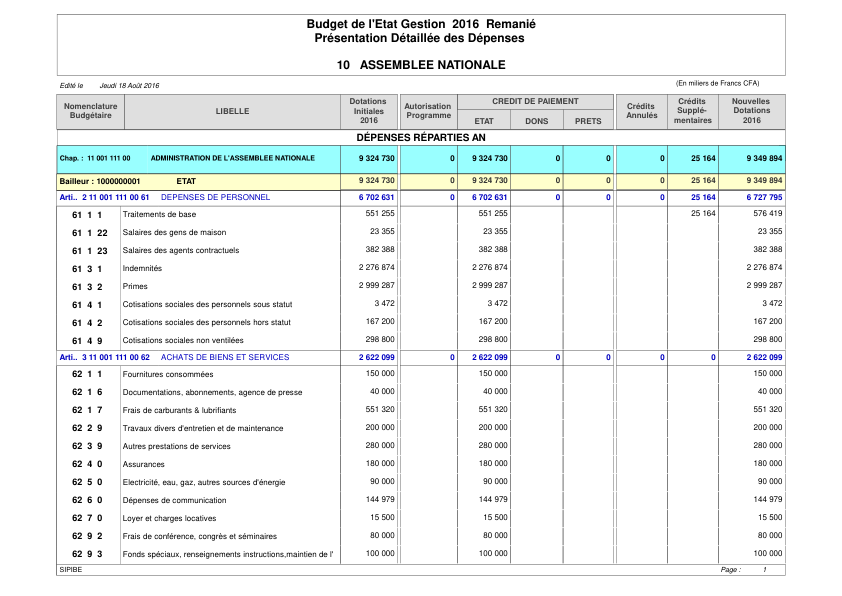 Budget de l'Etat Gestion 2016 Remanié
Présentation Détaillée des Dépenses
10 ASSEMBLEE NATIONALE
Edité le Jeudi 18 Août 2016 (En miliers de Francs CFA)
Nomenclature Budgétaire LIBELLE Dotations Initiales 2016 Autorisation Programme CREDIT DE PAIEMENT ETAT DONS PRETS Crédits Annulés Crédits Supplé-mentaires Nouvelles Dotations 2016
DÉPENSES RÉPARTIES AN
Chap. : 11 001 111 00 ADMINISTRATION DE L'ASSEMBLEE NATIONALE 9 324 730 0 9 324 730 0 0 0 25 164 9 349 894
Bailleur : 1000000001 ETAT 9 324 730 0 9 324 730 0 0 0 25 164 9 349 894
Arti.. 2 11 001 111 00 61 DEPENSES DE PERSONNEL 6 702 631 0 6 702 631 0 0 0 25 164 6 727 795
61 1 1 Traitements de base 551 255 551 255 25 164 576 419
61 1 22 Salaires des gens de maison 23 355 23 355 23 355
61 1 23 Salaires des agents contractuels 382 388 382 388 382 388
61 3 1 Indemnités 2 276 874 2 276 874 2 276 874
61 3 2 Primes 2 999 287 2 999 287 2 999 287
61 4 1 Cotisations sociales des personnels sous statut 3 472 3 472 3 472
61 4 2 Cotisations sociales des personnels hors statut 167 200 167 200 167 200
61 4 9 Cotisations sociales non ventilées 298 800 298 800 298 800
Arti.. 3 11 001 111 00 62 ACHATS DE BIENS ET SERVICES 2 622 099 0 2 622 099 0 0 0 0 2 622 099
62 1 1 Fournitures consommées 150 000 150 000 150 000
62 1 6 Documentations, abonnements, agence de presse 40 000 40 000 40 000
62 1 7 Frais de carburants & lubrifiants 551 320 551 320 551 320
62 2 9 Travaux divers d'entretien et de maintenance 200 000 200 000 200 000
62 3 9 Autres prestations de services 280 000 280 000 280 000
62 4 0 Assurances 180 000 180 000 180 000
62 5 0 Electricité, eau, gaz, autres sources d'énergie 90 000 90 000 90 000
62 6 0 Dépenses de communication 144 979 144 979 144 979
62 7 0 Loyer et charges locatives 15 500 15 500 15 500
62 9 2 Frais de conférence, congrès et séminaires 80 000 80 000 80 000
62 9 3 Fonds spéciaux, renseignements instructions,maintien de l' 100 000 100 000 100 000
SIPIBE Page : 1